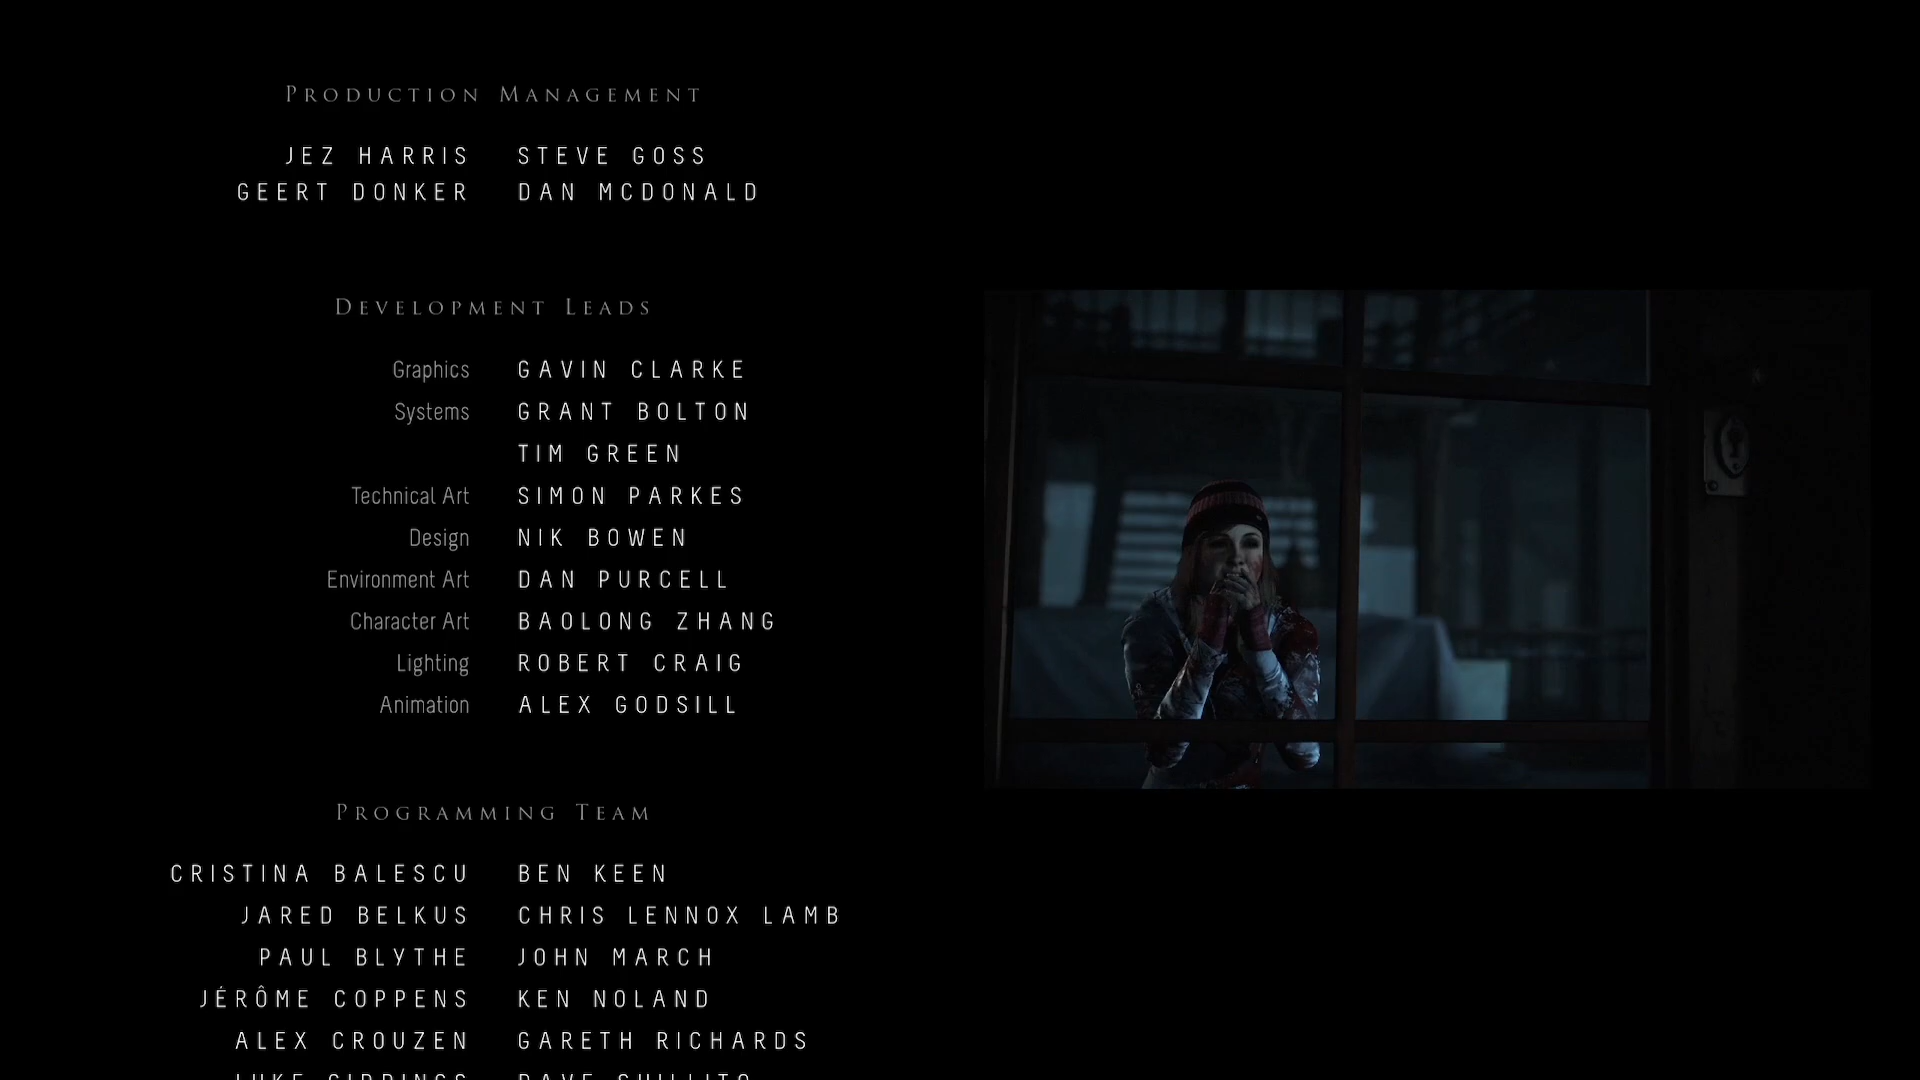 Production Management
JEZ HARRIS STEVE GOSS
GEERT DONKER DAN MCDONALD
Development Leads
Graphics GAVIN CLARKE
Systems GRANT BOLTON
TIM GREEN
Technical Art SIMON PARKES
Design NIK BOWEN
Environment Art DAN PURCELL
Character Art BAOLONG ZHANG
Lighting ROBERT CRAIG
Animation ALEX GODSILL
Programming Team
CRISTINA BALESCU BEN KEEN
JARED BELKUS CHRIS LENNOX LAMB
PAUL BLYTHE JOHN MARCH
JÉRÔME COPPENS KEN NOLAND
ALEX CROUZEN GARETH RICHARDS